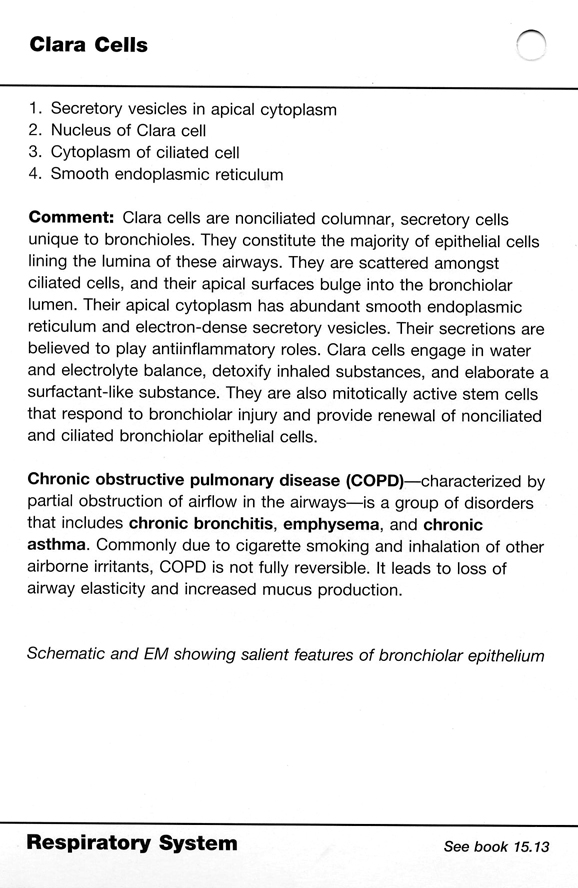 Clara Cells
1. Secretory vesicles in apical cytoplasm
2. Nucleus of Clara cell
3. Cytoplasm of ciliated cell
4. Smooth endoplasmic reticulum
Comment: Clara cells are nonciliated columnar, secretory cells
unique to bronchioles. They constitute the majority of epithelial cells
lining the lumina of these airways. They are scattered amongst
ciliated cells, and their apical surfaces bulge into the bronchiolar
lumen. Their apical cytoplasm has abundant smooth endoplasmic
reticulum and electron-dense secretory vesicles. Their secretions are
believed to play antiinflammatory roles. Clara cells engage in water
and electrolyte balance, detoxify inhaled substances, and elaborate a
surfactant-like substance. They are also mitotically active stem cells
that respond to bronchiolar injury and provide renewal of nonciliated
and ciliated bronchiolar epithelial cells.
Chronic obstructive pulmonary disease (COPD)—characterized by
partial obstruction of airflow in the airways—is a group of disorders
that includes chronic bronchitis, emphysema, and chronic
asthma. Commonly due to cigarette smoking and inhalation of other
airborne irritants, COPD is not fully reversible. It leads to loss of
airway elasticity and increased mucus production.
Schematic and EM showing salient features of bronchiolar epithelium
Respiratory System
See book 15.13